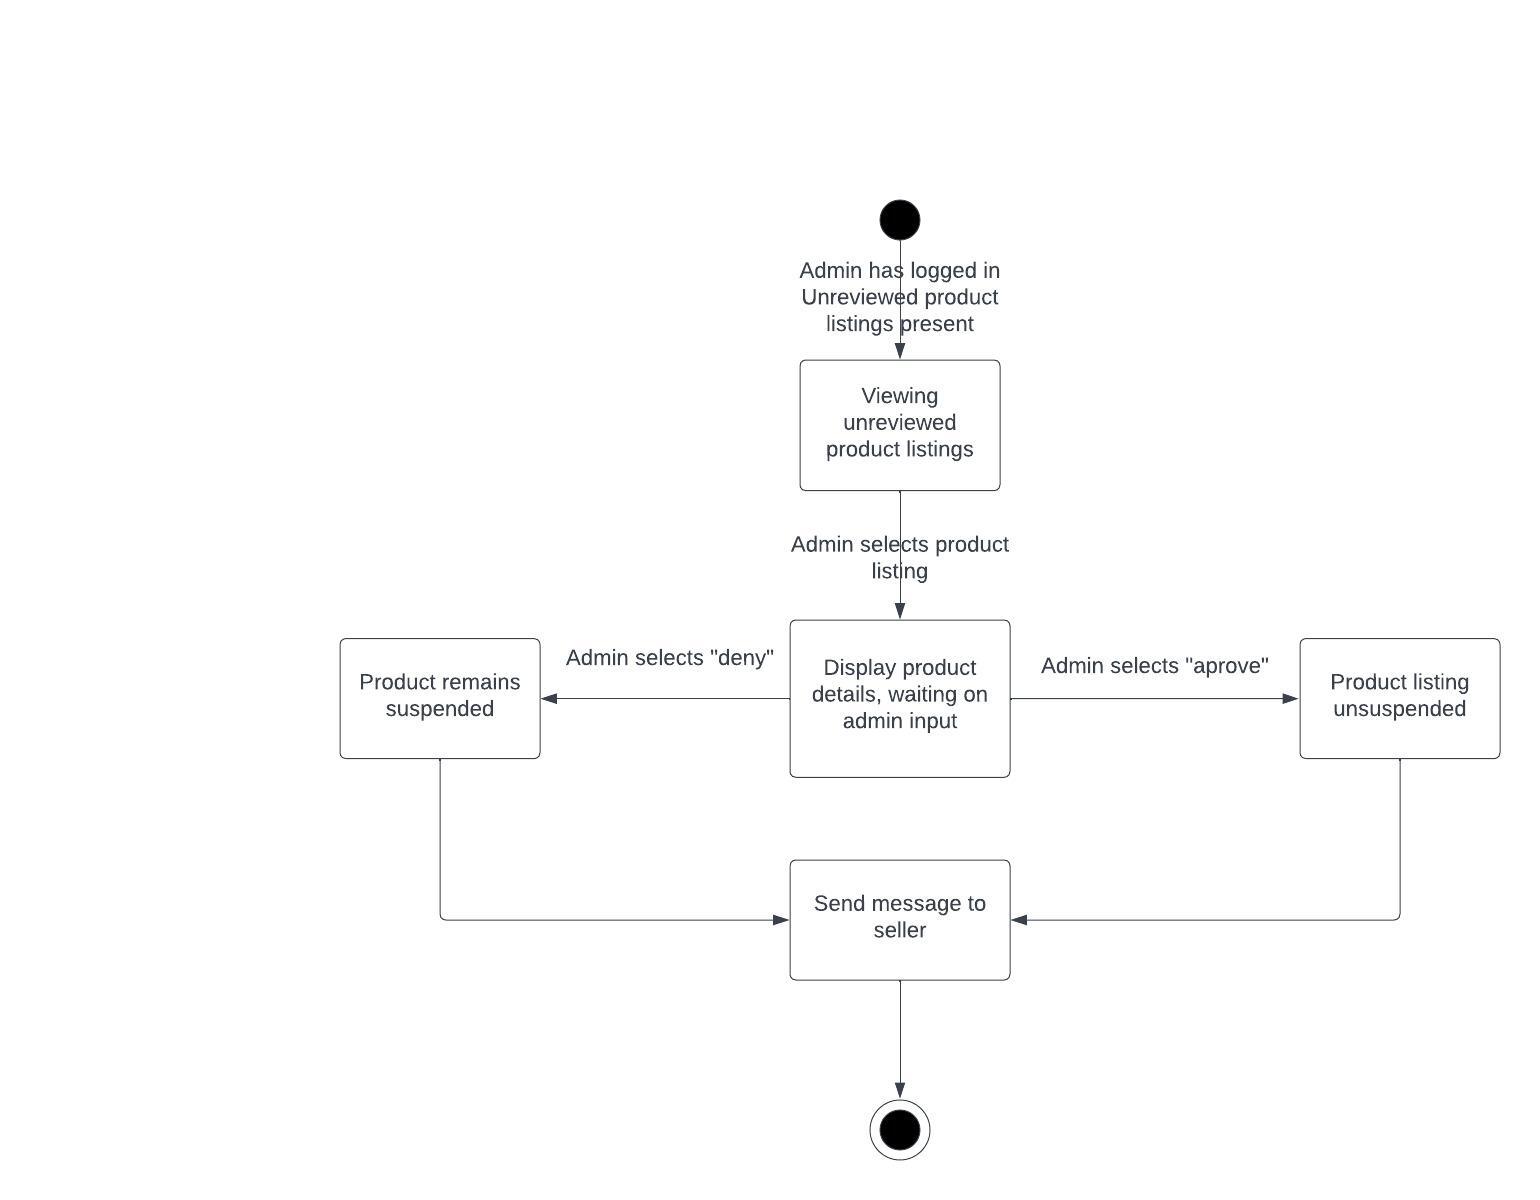 Admin has logged in
Unreviewed product
listings present
Viewing
unreviewed
product listings
Admin selects product
listing
Admin selects "deny"
Admin selects "aprove"
Product remains
suspended
Display product
details, waiting on
admin input
Product listing
unsuspended
Send message to
seller